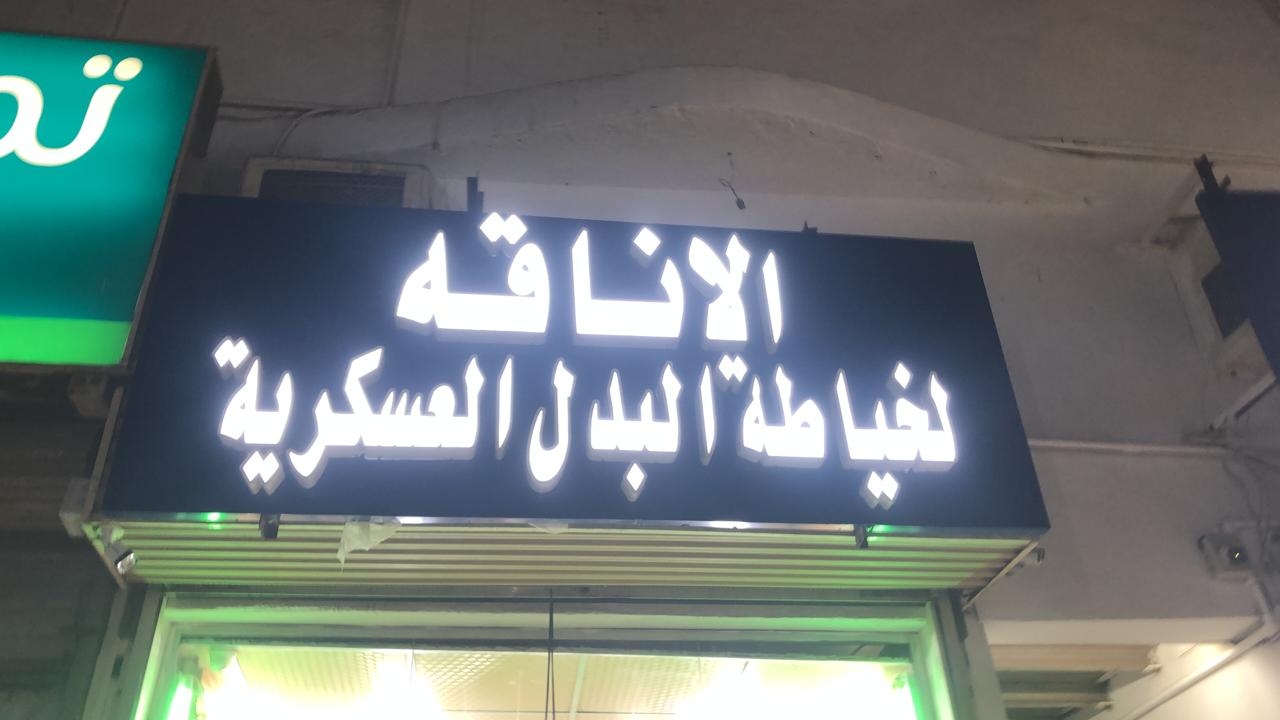 الاناقه
لخياطة البدل العسكرية